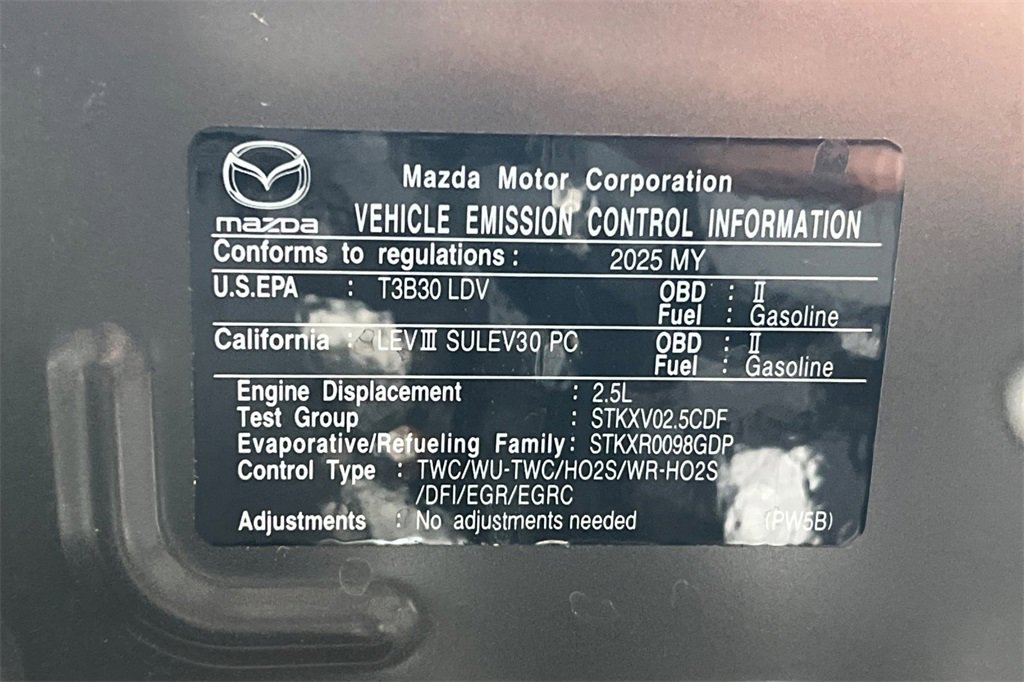 mazda
Mazda Motor Corporation
VEHICLE EMISSION CONTROL INFORMATION
Conforms to regulations : 2025 MY
U.S.EPA : T3B30 LDV OBD : II
Fuel : Gasoline
California : LEVIII SULEV30 PC OBD : II
Fuel : Gasoline
Engine Displacement : 2.5L
Test Group : STKXV02.5CDF
Evaporative/Refueling Family : STKXR0098GDP
Control Type : TWC/WU-TWC/HO2S/WR-HO2S
/DFI/EGR/EGRC
Adjustments : No adjustments needed (PW5B)